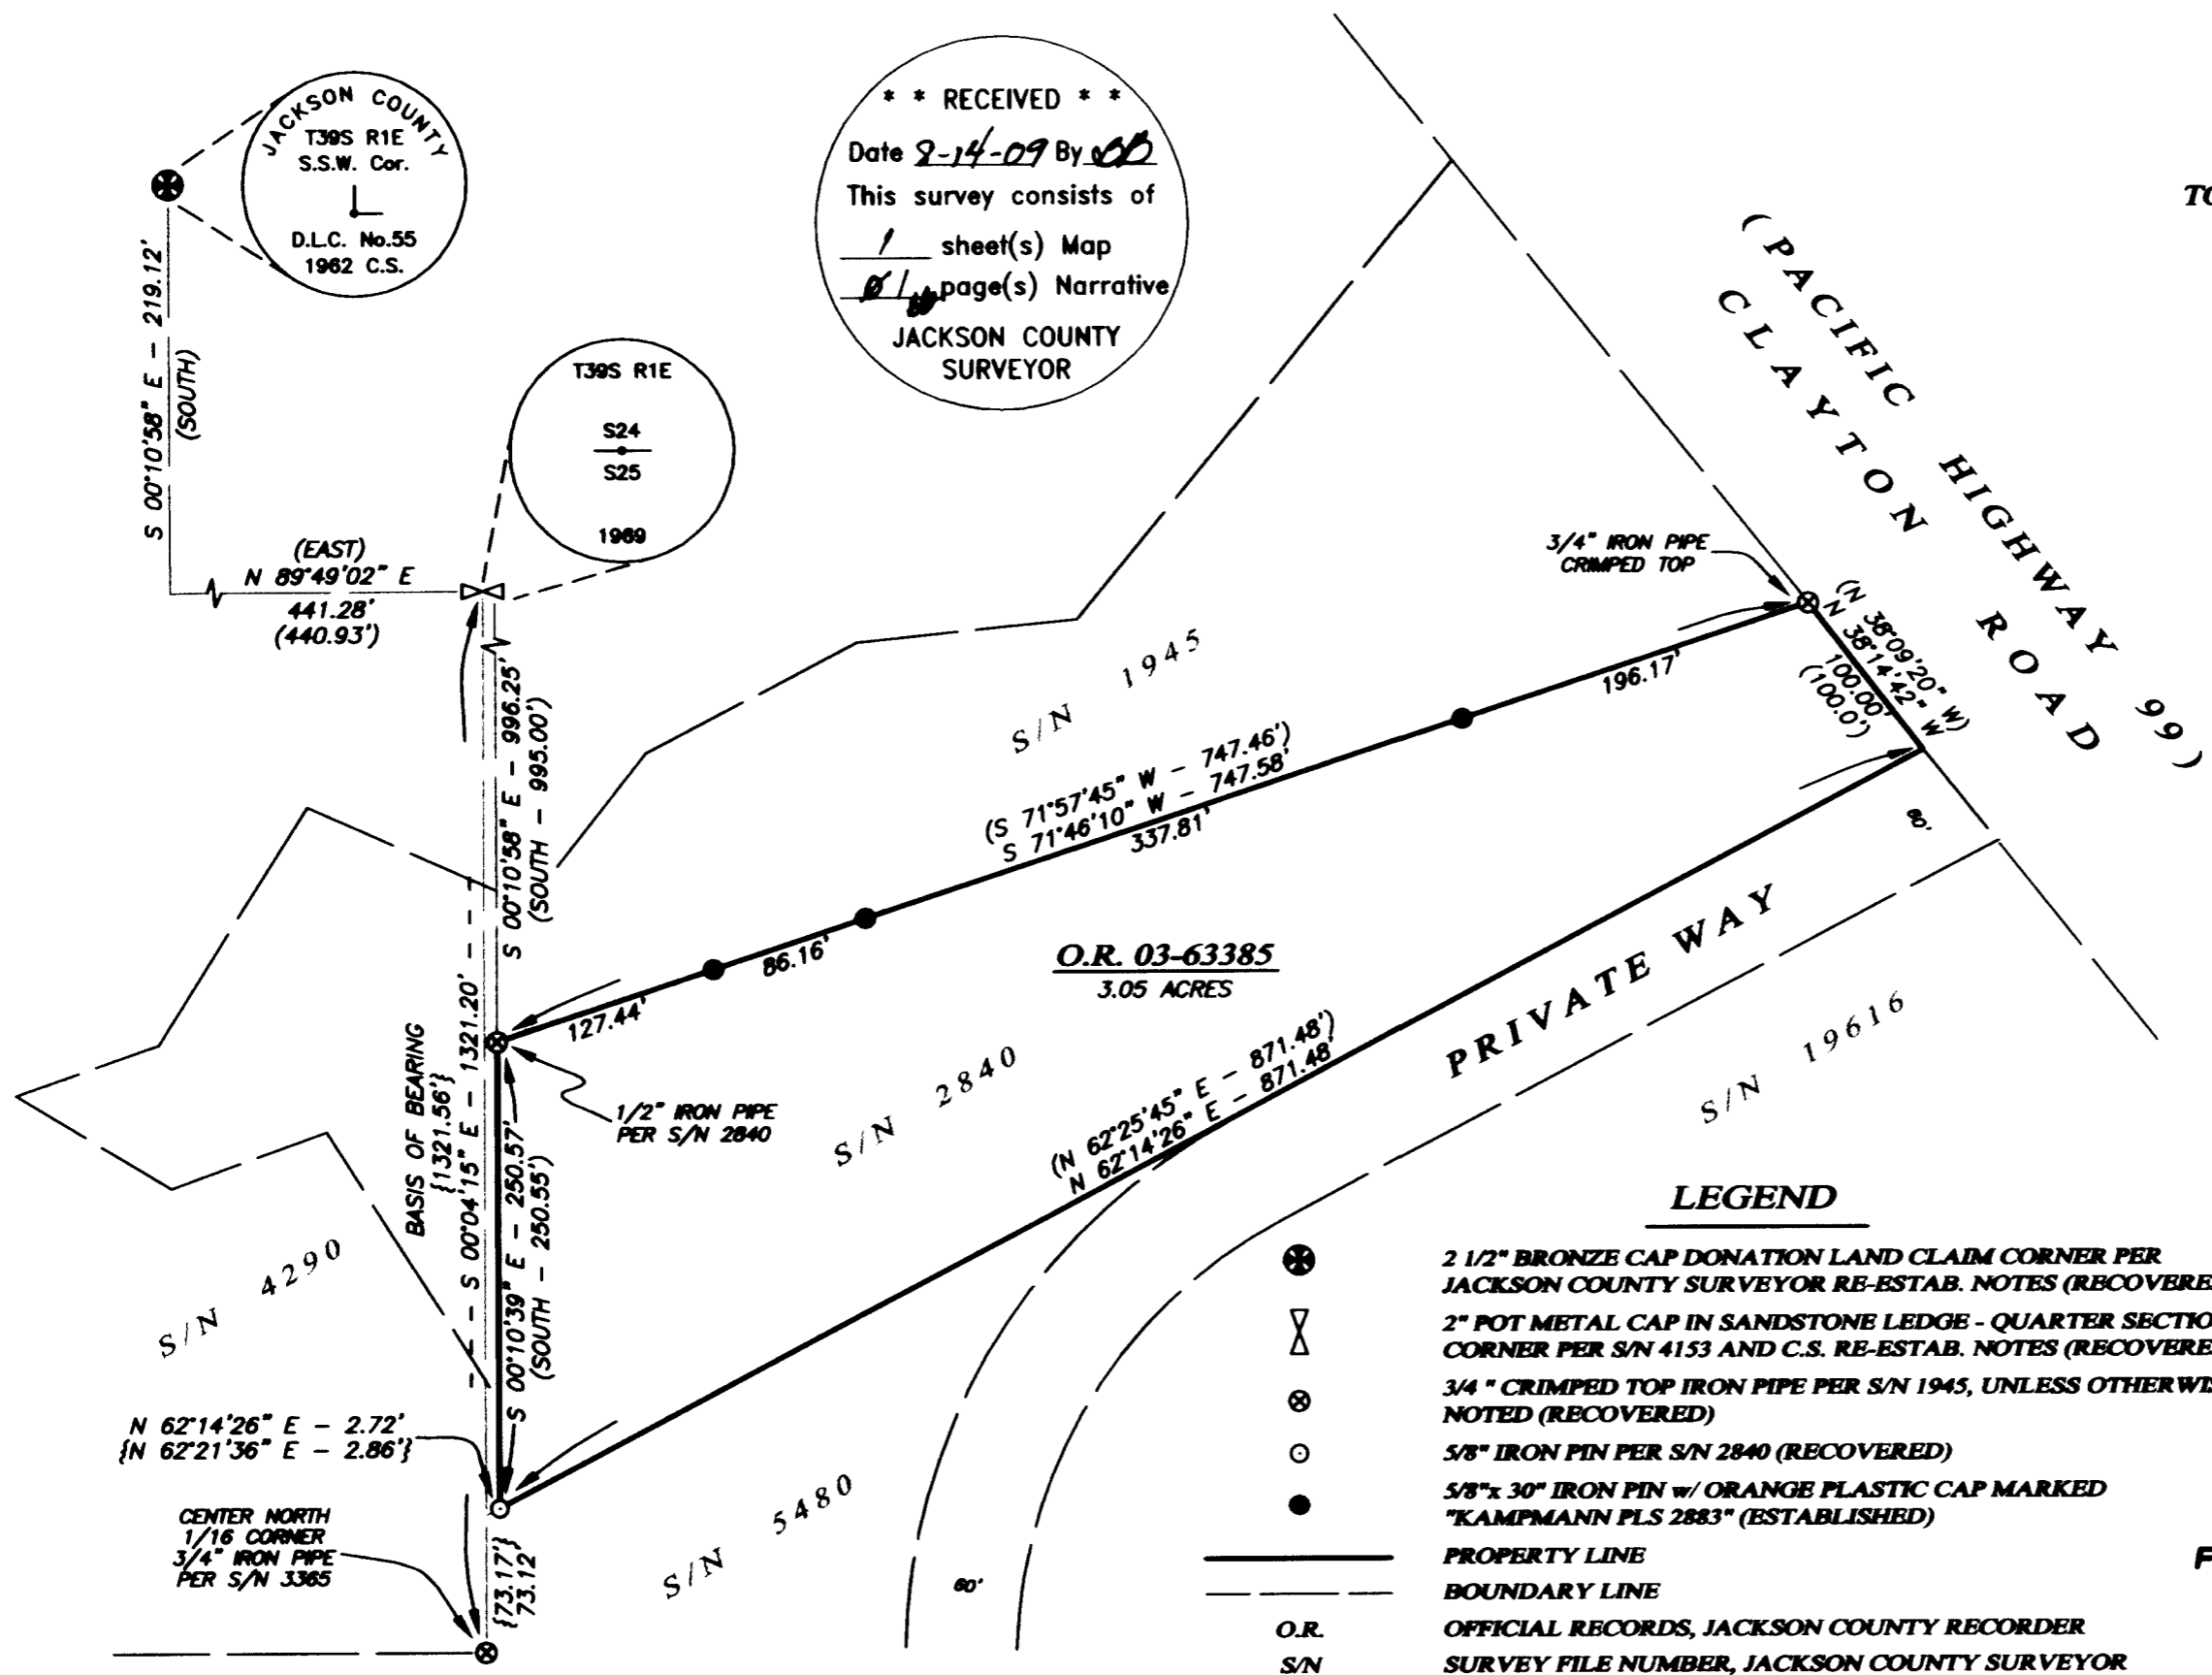 JACKSON COUNTY
T39S R1E
S.S.W. Cor.
D.L.C. No.55
1962 C.S.
* * RECEIVED * *
Date 8-14-09 By
This survey consists of
1 sheet(s) Map
1 page(s) Narrative
JACKSON COUNTY
SURVEYOR
TO
(PACIFIC HIGHWAY 99)
CLAYTON ROAD
S 00°10'58" E - 219.12'
(SOUTH)
T39S R1E
S24
S25
1969
(EAST)
N 89°49'02" E
441.28'
(440.93')
3/4" IRON PIPE
CRIMPED TOP
(N 38°09'20" W)
N 38°14'42" W
100.00'
(100.0')
S 00°10'58" E - 996.25'
(SOUTH - 995.00')
S/N 1945
196.17'
(S 71°57'45" W - 747.46')
S 71°46'10" W - 747.58'
337.81'
60'
86.16'
127.44'
O.R. 03-63385
3.05 ACRES
PRIVATE WAY
BASIS OF BEARING
{1321.56'}
S 00°04'15" E - 1321.20'
1/2" IRON PIPE
PER S/N 2840
S/N 2840
(N 62°25'45" E - 871.48')
N 62°14'26" E - 871.48'
S/N 19616
S 00°10'39" E - 250.57'
(SOUTH - 250.55')
S/N 4290
N 62°14'26" E - 2.72'
{N 62°21'36" E - 2.86'}
CENTER NORTH
1/16 CORNER
3/4" IRON PIPE
PER S/N 3365
{73.17'}
73.12'
S/N 5480
60'
LEGEND
2 1/2" BRONZE CAP DONATION LAND CLAIM CORNER PER
JACKSON COUNTY SURVEYOR RE-ESTAB. NOTES (RECOVERE
2" POT METAL CAP IN SANDSTONE LEDGE - QUARTER SECTIO
CORNER PER S/N 4153 AND C.S. RE-ESTAB. NOTES (RECOVERE
3/4 " CRIMPED TOP IRON PIPE PER S/N 1945, UNLESS OTHERWI
NOTED (RECOVERED)
5/8" IRON PIN PER S/N 2840 (RECOVERED)
5/8"x 30" IRON PIN w/ ORANGE PLASTIC CAP MARKED
"KAMPMANN PLS 2883" (ESTABLISHED)
PROPERTY LINE
BOUNDARY LINE
O.R. OFFICIAL RECORDS, JACKSON COUNTY RECORDER
S/N SURVEY FILE NUMBER, JACKSON COUNTY SURVEYOR
F